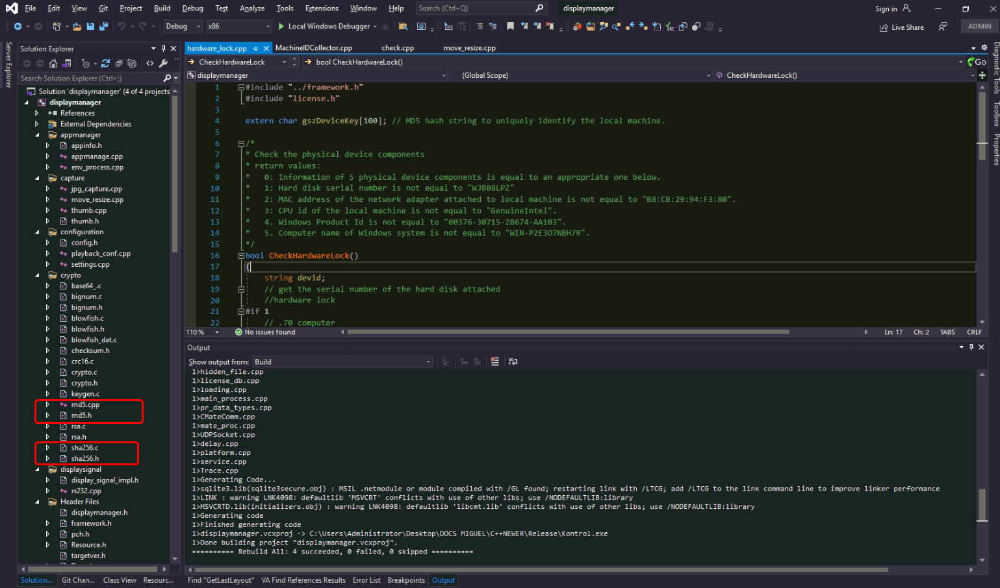 File Edit View Git Project Build Debug Test Analyze Tools Extensions Window Help Search (Ctrl+Q) displaymanager Sign in
Debug x86 Local Windows Debugger Live Share ADMIN
Server Explorer
Solution Explorer
Search Solution Explorer (Ctrl+;)
Solution 'displaymanager' (4 of 4 projects
displaymanager
References
External Dependencies
appmanager
appinfo.h
appmanage.cpp
env_process.cpp
capture
jpg_capture.cpp
move_resize.cpp
thumb.cpp
thumb.h
configuration
config.h
playback_conf.cpp
settings.cpp
crypto
base64_.c
bignum.c
bignum.h
blowfish.c
blowfish.h
blowfish_dat.c
checksum.h
crc16.c
crypto.c
crypto.h
keygen.c
md5.cpp
md5.h
rsa.c
rsa.h
sha256.c
sha256.h
displaysignal
display_signal_impl.h
rs232.cpp
Header Files
displaymanager.h
framework.h
pch.h
Resource.h
targetver.h
Solution... Git Chan... Class View Resourc...
hardware_lock.cpp MachineIDCollector.cpp check.cpp move_resize.cpp
CheckHardwareLock bool CheckHardwareLock() Go
displaymanager (Global Scope) CheckHardwareLock()
1 #include "../framework.h"
2 #include "license.h"
3
4 extern char gszDeviceKey[100]; // MD5 hash string to uniquely identify the local machine.
5
6 /*
7 * Check the physical device components
8 * return values:
9 * 0: Information of 5 physical device components is equal to an appropriate one below.
10 * 1: Hard disk serial number is not equal to "WJB08LPZ"
11 * 2: MAC address of the network adapter attached to local machine is not equal to "B8:CB:29:94:F3:80".
12 * 3: CPU id of the local machine is not equal to "GenuineIntel".
13 * 4. Windows Product Id is not equal to "00376-30715-28674-AA103".
14 * 5. Computer name of Windows system is not equal to "WIN-P2E3O7NBH7R".
15 */
16 bool CheckHardwareLock()
17 {
18 string devid;
19 // get the serial number of the hard disk attached
20 //hardware lock
21 #if 1
22 // .70 computer
110 % No issues found Ln: 17 Ch: 2 TABS CRLF
Output
Show output from: Build
1>hidden_file.cpp
1>license_db.cpp
1>loading.cpp
1>main_process.cpp
1>pr_data_types.cpp
1>CMateComm.cpp
1>mate_proc.cpp
1>UDPSocket.cpp
1>delay.cpp
1>platform.cpp
1>service.cpp
1>Trace.cpp
1>Generating Code...
1>sqlite3.lib(sqlite3secure.obj) : MSIL .netmodule or module compiled with /GL found; restarting link with /LTCG; add /LTCG to the link command line to improve linker performance
1>LINK : warning LNK4098: defaultlib 'MSVCRT' conflicts with use of other libs; use /NODEFAULTLIB:library
1>MSVCRTD.lib(initializers.obj) : warning LNK4098: defaultlib 'libcmt.lib' conflicts with use of other libs; use /NODEFAULTLIB:library
1>Generating code
1>Finished generating code
1>displaymanager.vcxproj -> C:\Users\Administrator\Desktop\DOCS MIGUEL\C++NEWER\Release\Kontrol.exe
1>Done building project "displaymanager.vcxproj".
========== Rebuild All: 4 succeeded, 0 failed, 0 skipped ==========
Find "GetLastLayout" VA Find References Results Error List Breakpoints Output
Diagnostic Tools
Toolbox
Properties